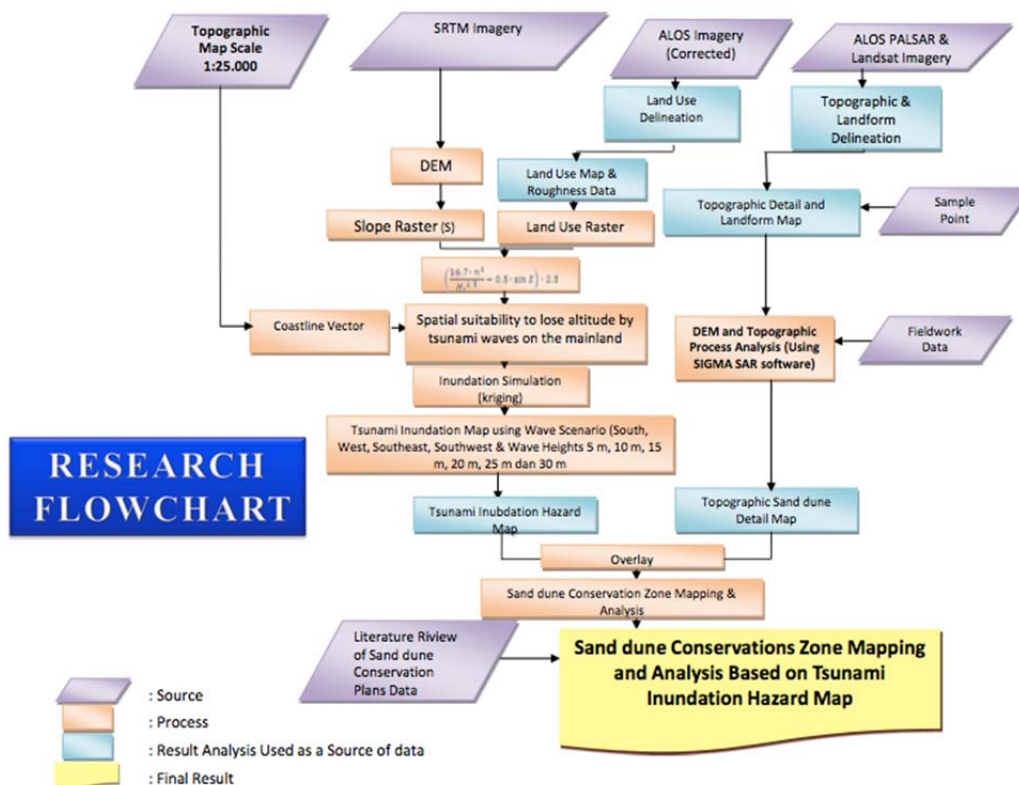 Topographic
Map Scale
1:25.000
SRTM Imagery
ALOS Imagery
(Corrected)
ALOS PALSAR &
Landsat Imagery
Land Use
Delineation
Topographic &
Landform
Delineation
DEM
Land Use Map &
Roughness Data
Topographic Detail and
Landform Map
Sample
Point
Slope Raster (S)
Land Use Raster
Coastline Vector
Spatial suitability to lose altitude by
tsunami waves on the mainland
DEM and Topographic
Process Analysis (Using
SIGMA SAR software)
Fieldwork
Data
Inundation Simulation
(kriging)
Tsunami Inundation Map using Wave Scenario (South,
West, Southeast, Southwest & Wave Heights 5 m, 10 m, 15
m, 20 m, 25 m dan 30 m
RESEARCH
FLOWCHART
Tsunami Inubdation Hazard
Map
Topographic Sand dune
Detail Map
Overlay
Sand dune Conservation Zone Mapping &
Analysis
Literature Riview
of Sand dune
Conservation
Plans Data
Sand dune Conservations Zone Mapping
and Analysis Based on Tsunami
Inundation Hazard Map
: Source
: Process
: Result Analysis Used as a Source of data
: Final Result